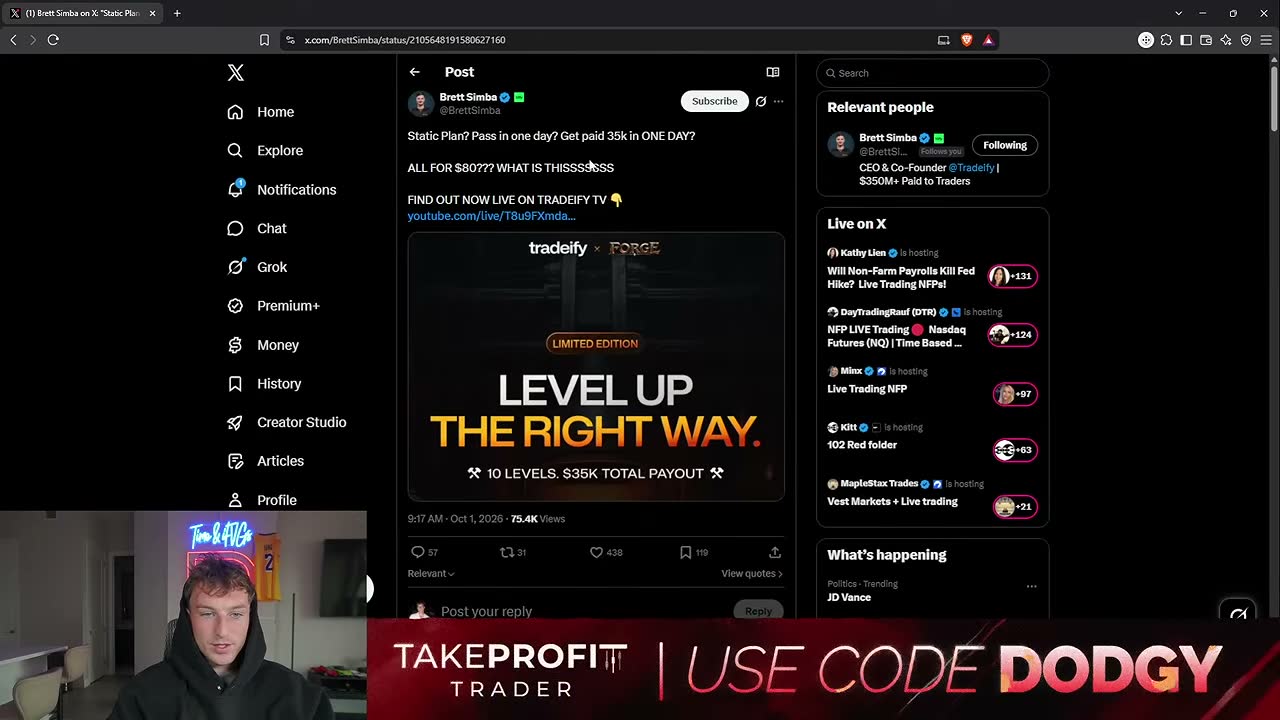 (1) Brett Simba on X: "Static Plan
x.com/BrettSimba/status/2105648191580627160
Home
Explore
1
Notifications
Chat
Grok
Premium+
Money
History
Creator Studio
Articles
Profile
Post
Brett Simba
@BrettSimba
Subscribe
Static Plan? Pass in one day? Get paid 35k in ONE DAY?
ALL FOR $80??? WHAT IS THISSSSSSS
FIND OUT NOW LIVE ON TRADEIFY TV 👇
youtube.com/live/T8u9FXmda...
tradeify × FORGE
LIMITED EDITION
LEVEL UP
THE RIGHT WAY.
⚒ 10 LEVELS. $35K TOTAL PAYOUT ⚒
9:17 AM · Oct 1, 2026 · 75.4K Views
57
31
438
119
Relevant
View quotes
Post your reply
Reply
Search
Relevant people
Brett Simba
@BrettSi...
Follows you
Following
CEO & Co-Founder @Tradeify |
$350M+ Paid to Traders
Live on X
Kathy Lien is hosting
Will Non-Farm Payrolls Kill Fed
Hike? Live Trading NFPs!
+131
DayTradingRauf (DTR) is hosting
NFP LIVE Trading 🔴 Nasdaq
Futures (NQ) | Time Based ...
+124
Minx is hosting
Live Trading NFP
+97
Kitt is hosting
102 Red folder
+63
MapleStax Trades is hosting
Vest Markets + Live trading
+21
What's happening
Politics · Trending
JD Vance
TAKEPROFIT
TRADER
USE CODE DODGY